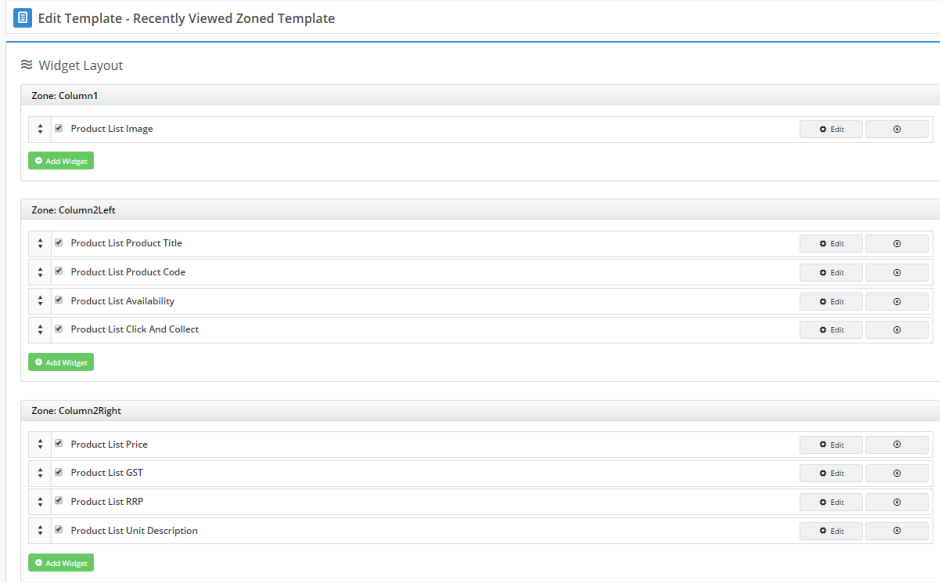 Edit Template - Recently Viewed Zoned Template
Widget Layout
Zone: Column1
Product List Image Edit
Add Widget
Zone: Column2Left
Product List Product Title Edit
Product List Product Code Edit
Product List Availability Edit
Product List Click And Collect Edit
Add Widget
Zone: Column2Right
Product List Price Edit
Product List GST Edit
Product List RRP Edit
Product List Unit Description Edit
Add Widget